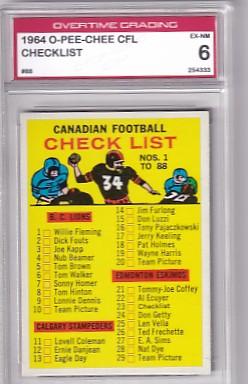 OVERTIME GRADING
1964 O-PEE-CHEE CFL
EX-NM
CHECKLIST
6
#88
254333
CANADIAN FOOTBALL
CHECK LIST
NOS. 1
TO 88
34
B. C. LIONS
1 Willie Fleming
2 Dick Fouts
3 Joe Kapp
4 Nub Beamer
5 Tom Brown
6 Tom Walker
7 Sonny Homer
8 Tom Hinton
9 Lonnie Dennis
10 Team Picture
CALGARY STAMPEDERS
11 Lovell Coleman
12 Ernie Danjean
13 Eagle Day
14 Jim Furlong
15 Don Luzzi
16 Tony Pajaczkowski
17 Jerry Keeling
18 Pat Holmes
19 Wayne Harris
20 Team Picture
EDMONTON ESKIMOS
21 Tommy-Joe Coffey
22 Al Ecuyer
23 Checklist
24 Don Getty
25 Len Vella
26 Ted Frechette
27 E. A. Sims
28 Nat Dye
29 Team Picture